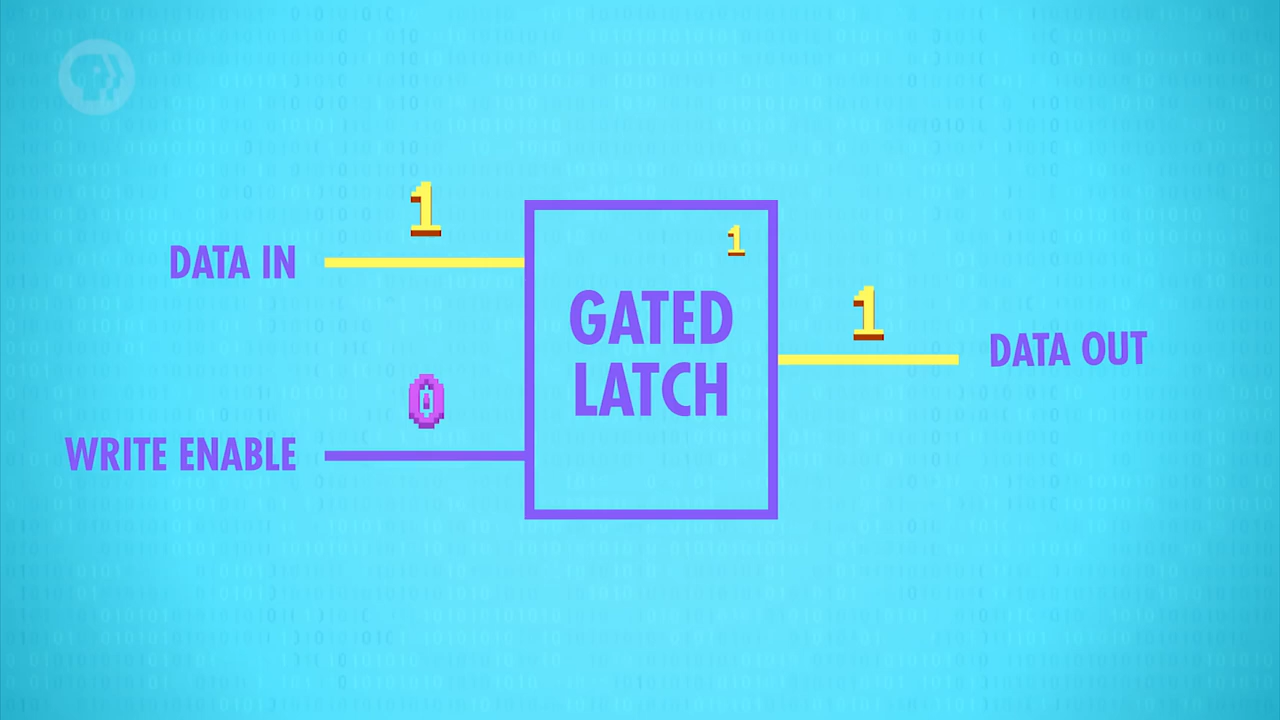 1
1
DATA IN
GATED
LATCH
1
DATA OUT
0
WRITE ENABLE